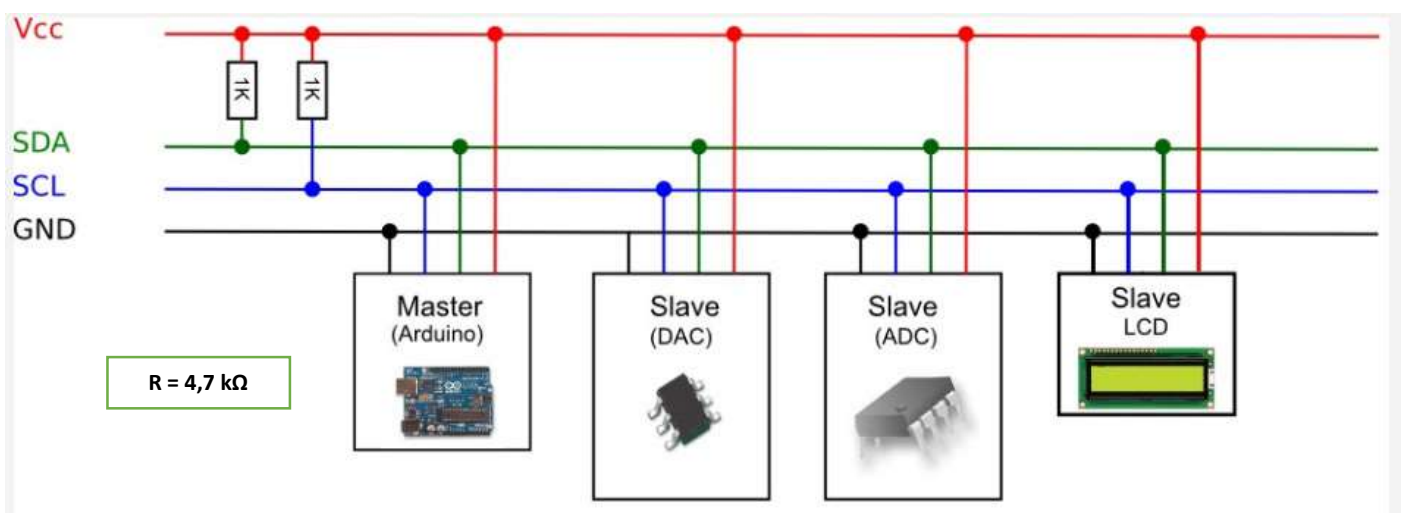 Vcc
1K
1K
SDA
SCL
GND
Master
(Arduino)
Slave
(DAC)
Slave
(ADC)
Slave
LCD
R = 4,7 kΩ